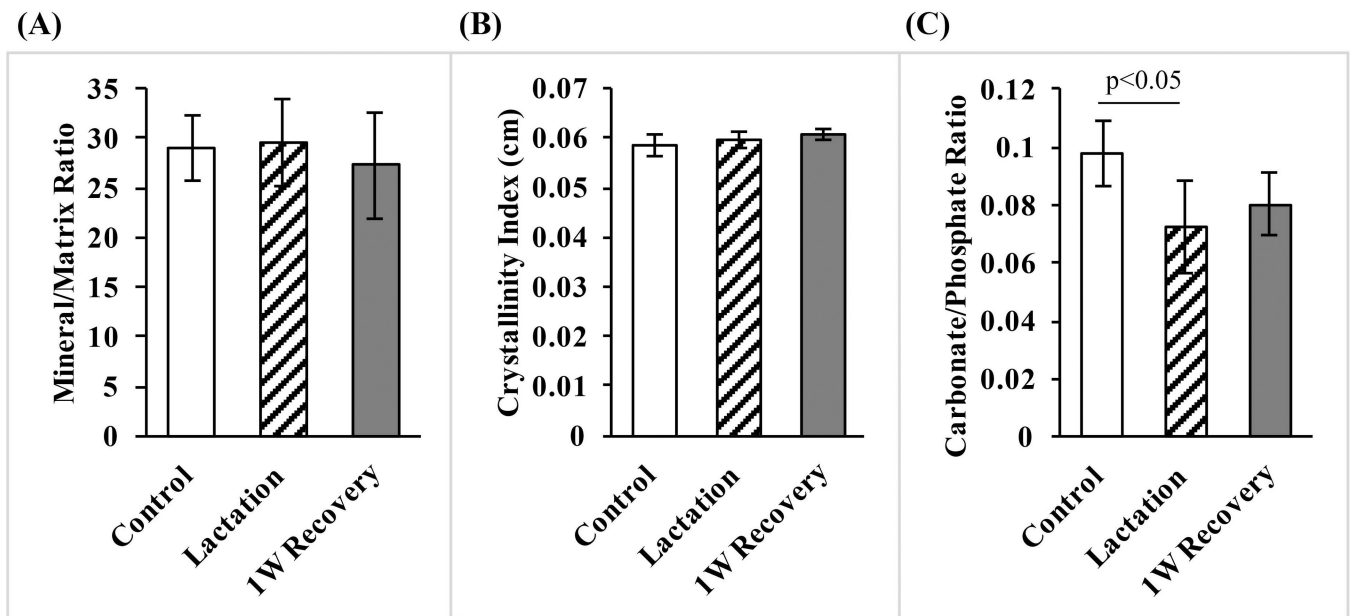 (A)
Mineral/Matrix Ratio
35
30
25
20
15
10
5
0
Control
Lactation
1W Recovery
(B)
Crystallinity Index (cm)
0.07
0.06
0.05
0.04
0.03
0.02
0.01
0
Control
Lactation
1W Recovery
(C)
Carbonate/Phosphate Ratio
p<0.05
0.12
0.1
0.08
0.06
0.04
0.02
0
Control
Lactation
1W Recovery